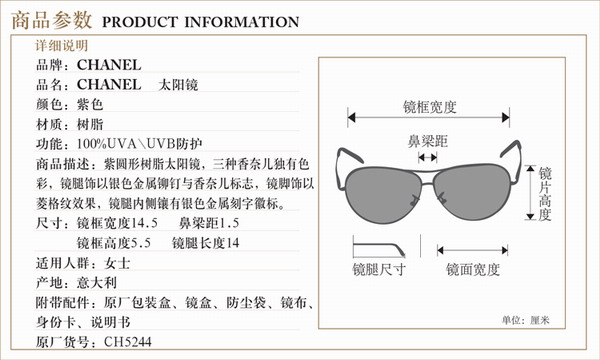 商品参数 PRODUCT INFORMATION
详细说明
品牌：CHANEL
品名：CHANEL 太阳镜
颜色：紫色
材质：树脂
功能：100%UVA\UVB防护
商品描述：紫圆形树脂太阳镜，三种香奈儿独有色
彩，镜腿饰以银色金属铆钉与香奈儿标志，镜脚饰以
菱格纹效果，镜腿内侧镶有银色金属刻字徽标。
尺寸：镜框宽度14.5 鼻梁距1.5
镜框高度5.5 镜腿长度14
适用人群：女士
产地：意大利
附带配件：原厂包装盒、镜盒、防尘袋、镜布、
身份卡、说明书
原厂货号：CH5244
镜框宽度
鼻梁距
镜片高度
镜腿尺寸
镜面宽度
单位：厘米